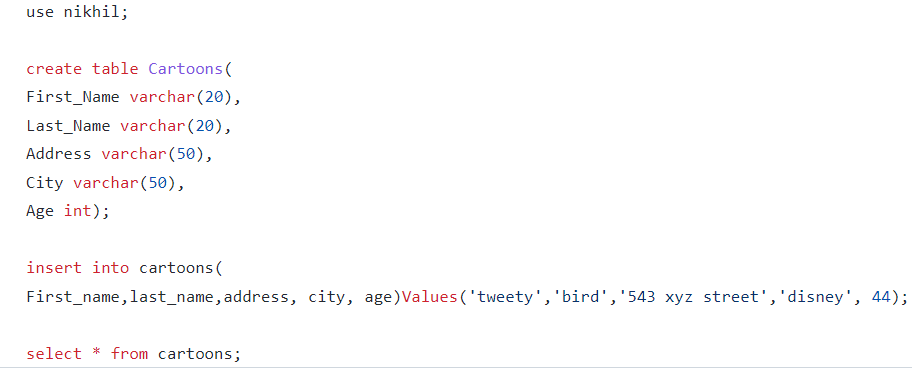 use nikhil;
create table Cartoons(
First_Name varchar(20),
Last_Name varchar(20),
Address varchar(50),
City varchar(50),
Age int);
insert into cartoons(
First_name,last_name,address, city, age)Values('tweety','bird','543 xyz street','disney', 44);
select * from cartoons;